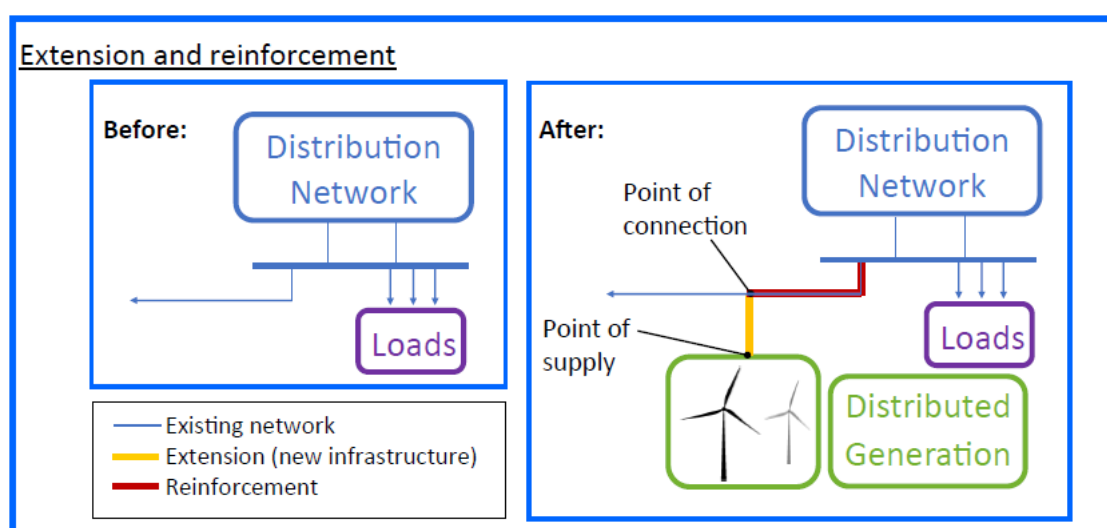 Extension and reinforcement
Before:
Distribution
Network
Loads
Existing network
Extension (new infrastructure)
Reinforcement
After:
Distribution
Network
Point of
connection
Point of
supply
Loads
Distributed
Generation